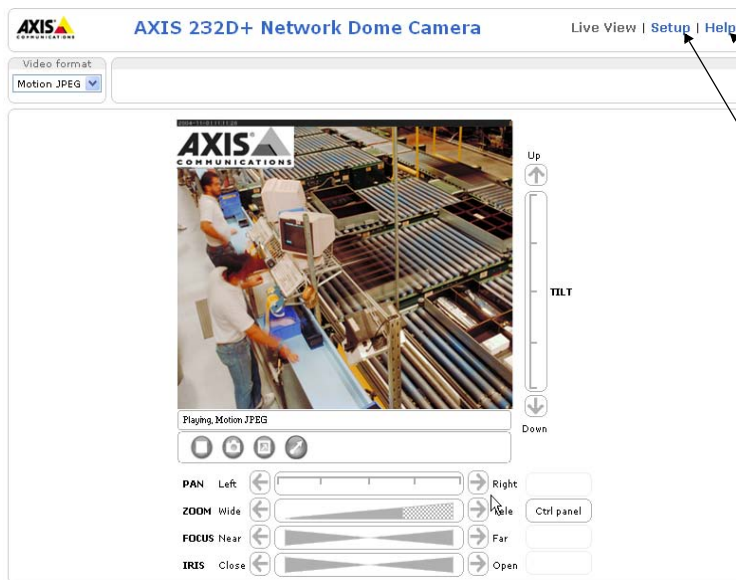 AXIS
COMMUNICATIONS
AXIS 232D+ Network Dome Camera
Live View | Setup | Help
Video format
Motion JPEG
AXIS
COMMUNICATIONS
Up
TILT
Down
Playing, Motion JPEG
PAN Left Right
ZOOM Wide Tele Ctrl panel
FOCUS Near Far
IRIS Close Open